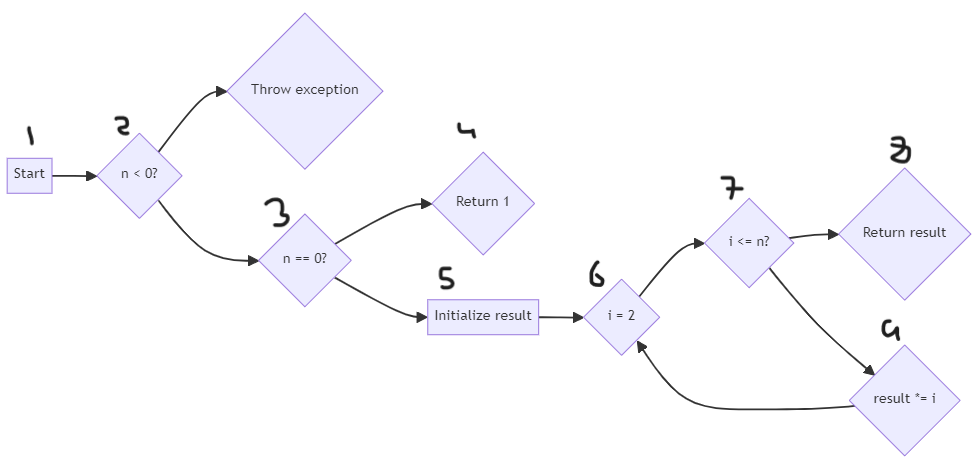 1
Start
2
n < 0?
Throw exception
3
n == 0?
4
Return 1
5
Initialize result
6
i = 2
7
i <= n?
8
Return result
9
result *= i